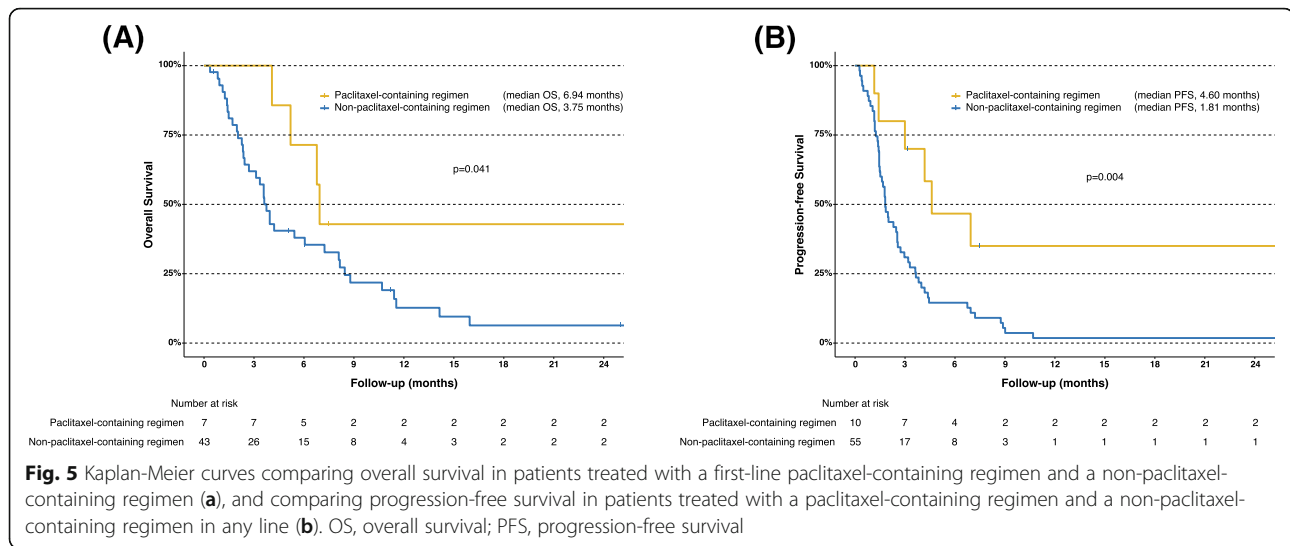 (A)
Overall Survival
100%
75%
50%
25%
0%
Paclitaxel-containing regimen (median OS, 6.94 months)
Non-paclitaxel-containing regimen (median OS, 3.75 months)
p=0.041
0 3 6 9 12 15 18 21 24
Follow-up (months)
Number at risk
Paclitaxel-containing regimen 7 7 5 2 2 2 2 2 2
Non-paclitaxel-containing regimen 43 26 15 8 4 3 2 2 2
(B)
Progression-free Survival
100%
75%
50%
25%
0%
Paclitaxel-containing regimen (median PFS, 4.60 months)
Non-paclitaxel-containing regimen (median PFS, 1.81 months)
p=0.004
0 3 6 9 12 15 18 21 24
Follow-up (months)
Number at risk
Paclitaxel-containing regimen 10 7 4 2 2 2 2 2 2
Non-paclitaxel-containing regimen 55 17 8 3 1 1 1 1 1
Fig. 5 Kaplan-Meier curves comparing overall survival in patients treated with a first-line paclitaxel-containing regimen and a non-paclitaxel-
containing regimen (a), and comparing progression-free survival in patients treated with a paclitaxel-containing regimen and a non-paclitaxel-
containing regimen in any line (b). OS, overall survival; PFS, progression-free survival